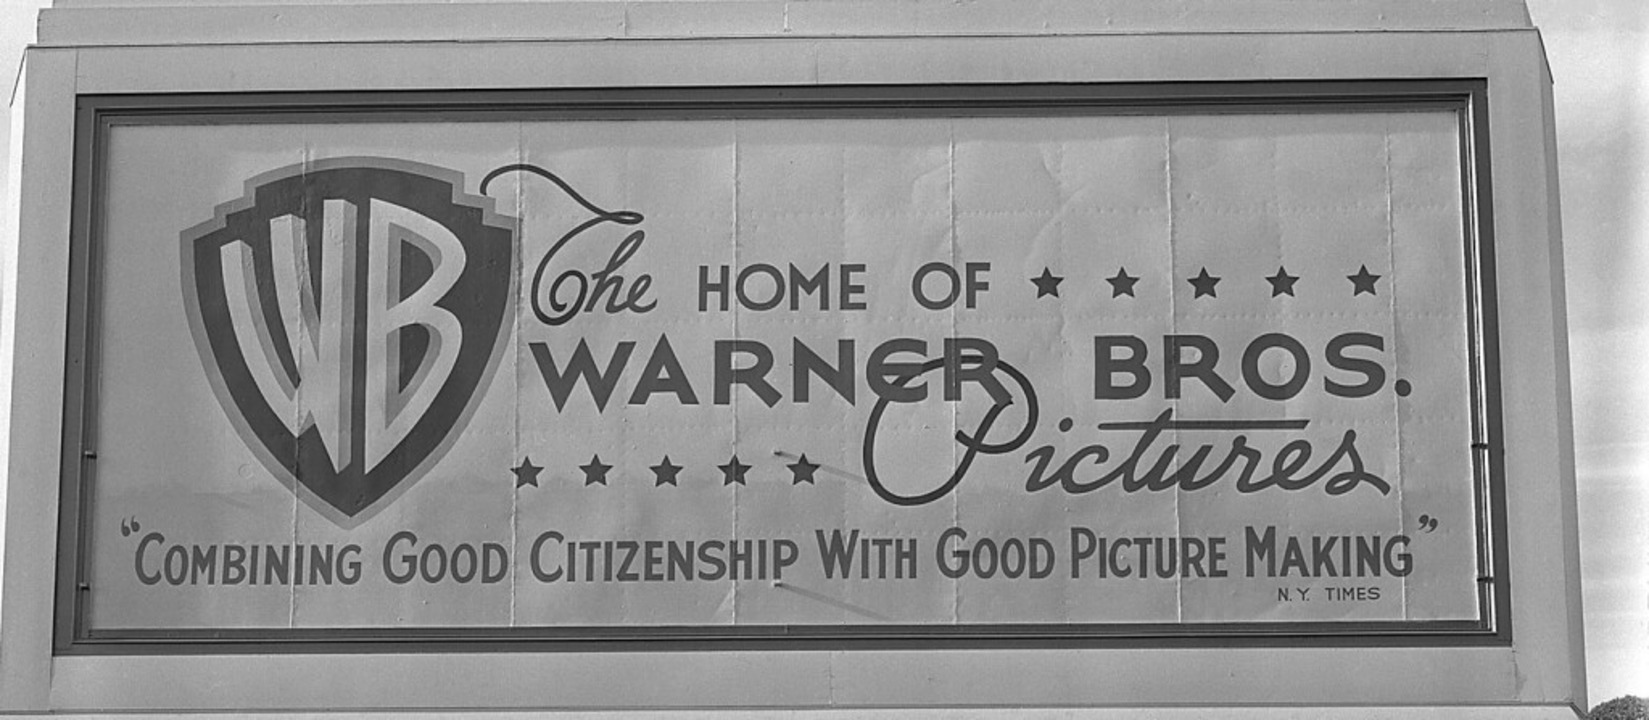 WB
The HOME OF ★ ★ ★ ★ ★
WARNER BROS.
★ ★ ★ ★ ★ Pictures
“COMBINING GOOD CITIZENSHIP WITH GOOD PICTURE MAKING”
N.Y. TIMES